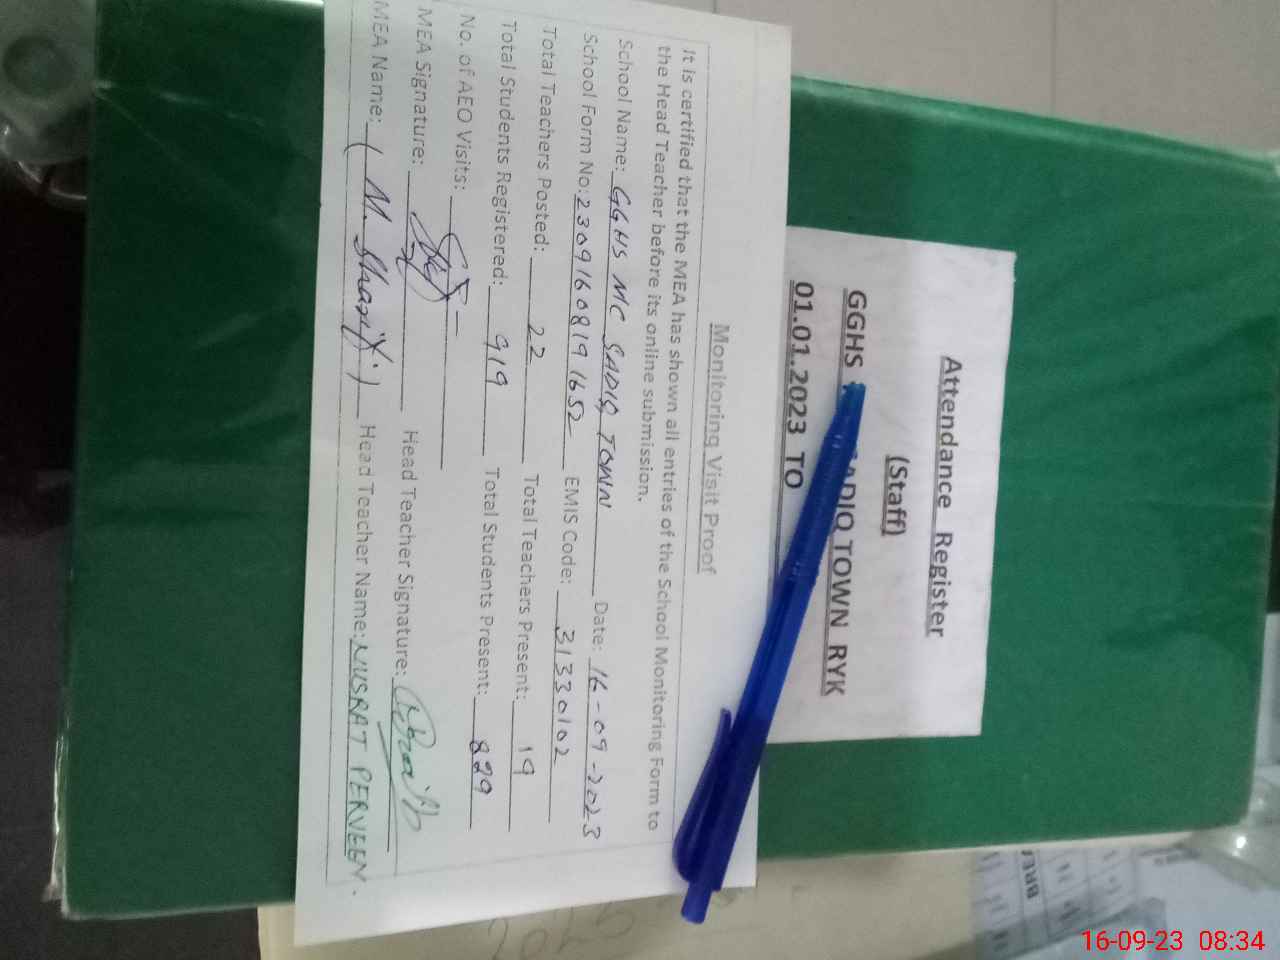 Attendance Register
(Staff)
GGHS SADIQ TOWN RYK
01.01.2023 TO
Monitoring Visit Proof
It is certified that the MEA has shown all entries of the School Monitoring Form to
the Head Teacher before its online submission.
School Name: GGHS MC SADIQ TOWN Date: 16-09-2023
School Form No: 23091608191652 EMIS Code: 31330102
Total Teachers Posted: 22 Total Teachers Present: 19
Total Students Registered: 919 Total Students Present: 829
No. of AEO Visits:
MEA Signature: Head Teacher Signature:
MEA Name: (M. Sharif) Head Teacher Name: NUSRAT PERVEEN.
2023
16-09-23 08:34